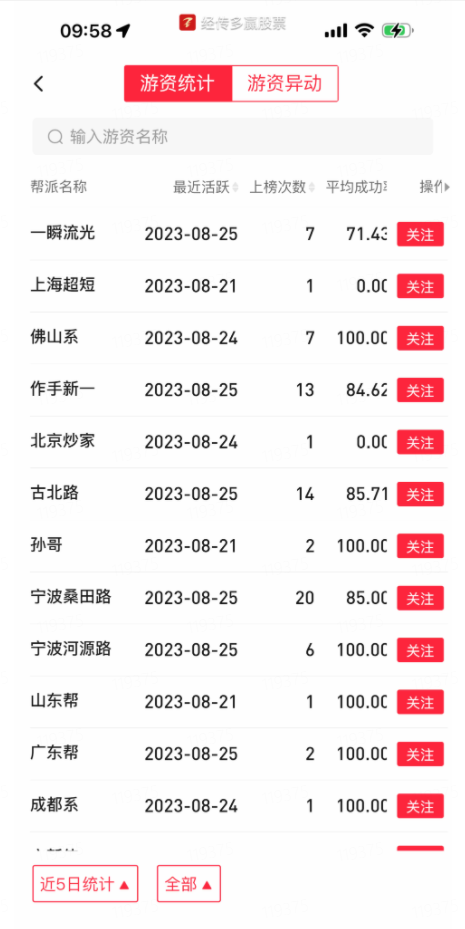 09:58
经传多赢股票
游资统计 游资异动
输入游资名称
帮派名称 最近活跃 上榜次数 平均成功 操作
一瞬流光 2023-08-25 7 71.43 关注
上海超短 2023-08-21 1 0.00 关注
佛山系 2023-08-24 7 100.00 关注
作手新一 2023-08-25 13 84.62 关注
北京炒家 2023-08-24 1 0.00 关注
古北路 2023-08-25 14 85.71 关注
孙哥 2023-08-21 2 100.00 关注
宁波桑田路 2023-08-25 20 85.00 关注
宁波河源路 2023-08-25 6 100.00 关注
山东帮 2023-08-21 1 100.00 关注
广东帮 2023-08-25 2 100.00 关注
成都系 2023-08-24 1 100.00 关注
近5日统计 全部